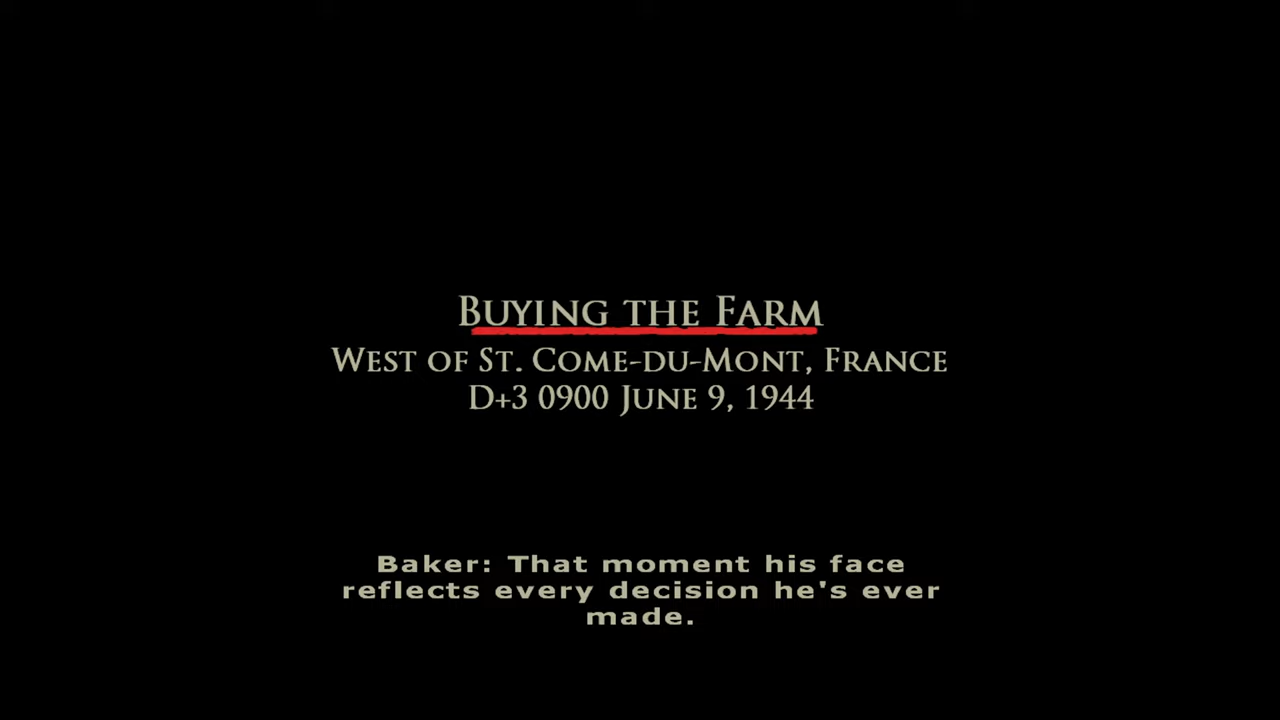 Buying the Farm
West of St. Come-du-Mont, France
D+3 0900 June 9, 1944
Baker: That moment his face
reflects every decision he's ever
made.